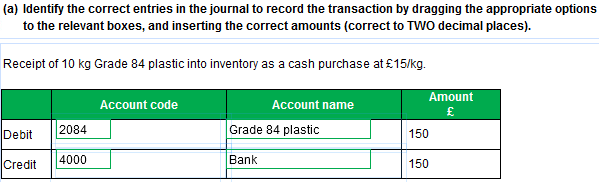 (a) Identify the correct entries in the journal to record the transaction by dragging the appropriate options
to the relevant boxes, and inserting the correct amounts (correct to TWO decimal places).
Receipt of 10 kg Grade 84 plastic into inventory as a cash purchase at £15/kg.
Account code Account name Amount
£
Debit 2084 Grade 84 plastic 150
Credit 4000 Bank 150